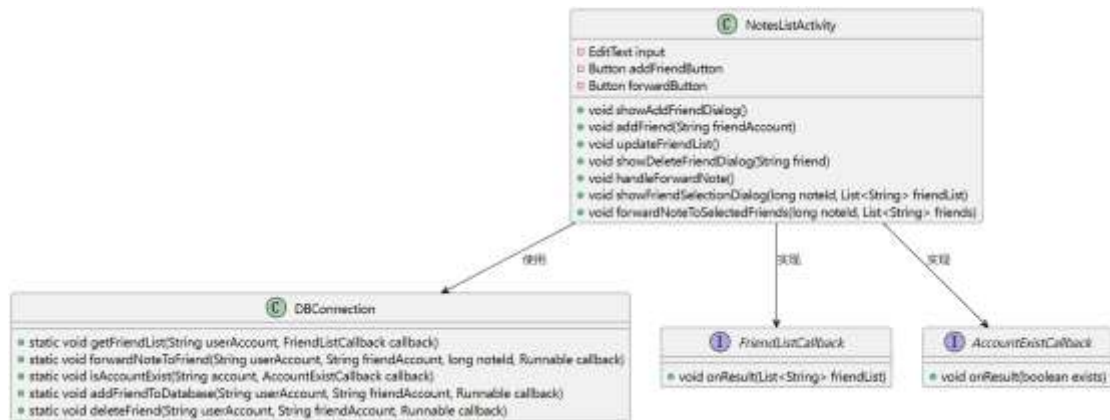 C NotesListActivity
EditText input
Button addFriendButton
Button forwardButton
void showAddFriendDialog()
void addFriend(String friendAccount)
void updateFriendList()
void showDeleteFriendDialog(String friend)
void handleForwardNote()
void showFriendSelectionDialog(long noteId, List<String> friendList)
void forwardNoteToSelectedFriends(long noteId, List<String> friends)
使用
实现
实现
C DBConnection
static void getFriendList(String userAccount, FriendListCallback callback)
static void forwardNoteToFriend(String userAccount, String friendAccount, long noteId, Runnable callback)
static void isAccountExist(String account, AccountExistCallback callback)
static void addFriendToDatabase(String userAccount, String friendAccount, Runnable callback)
static void deleteFriend(String userAccount, String friendAccount, Runnable callback)
I FriendListCallback
void onResult(List<String> friendList)
I AccountExistCallback
void onResult(boolean exists)